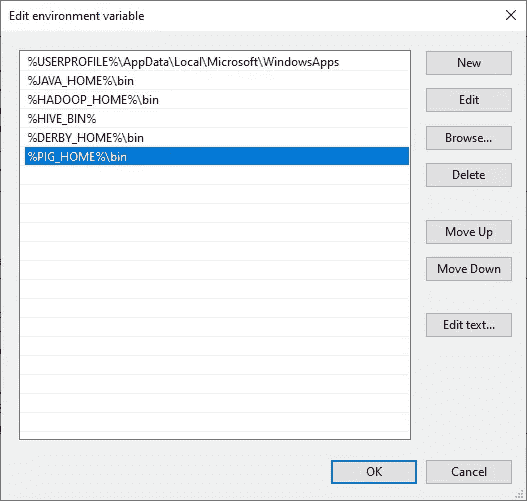 Edit environment variable
%USERPROFILE%\AppData\Local\Microsoft\WindowsApps
%JAVA_HOME%\bin
%HADOOP_HOME%\bin
%HIVE_BIN%
%DERBY_HOME%\bin
%PIG_HOME%\bin
New
Edit
Browse...
Delete
Move Up
Move Down
Edit text...
OK
Cancel